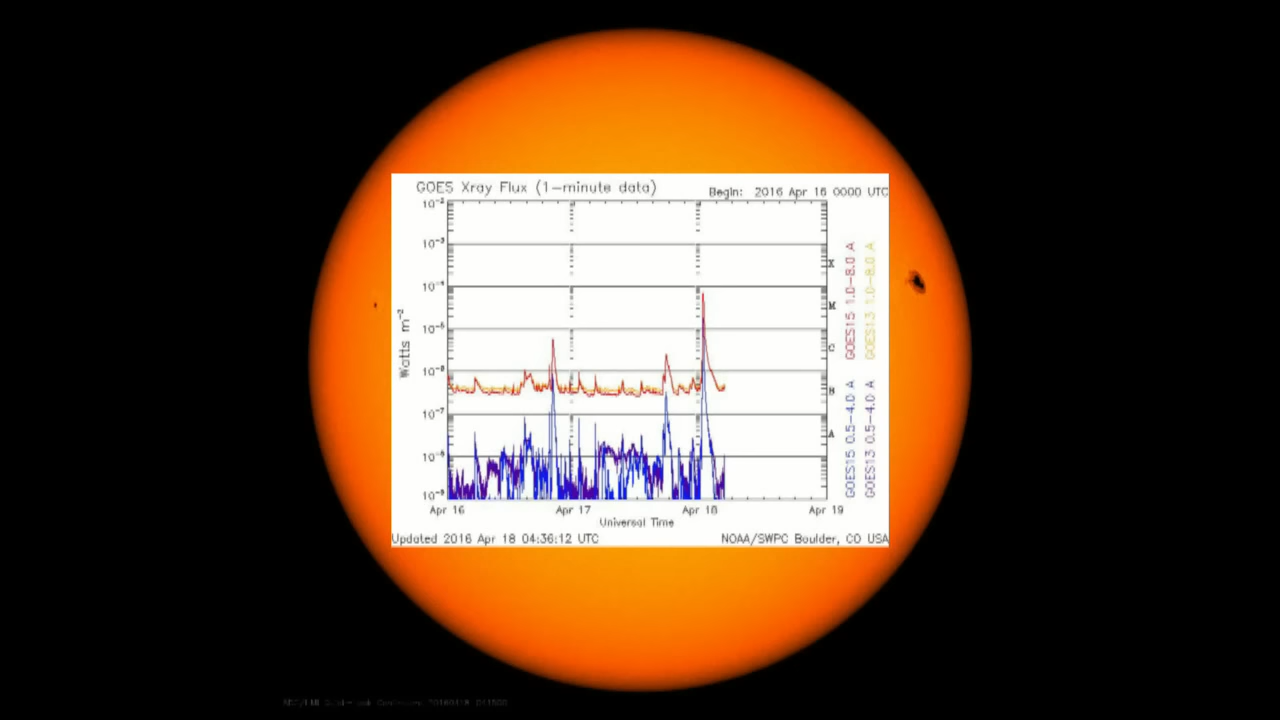 GOES Xray Flux (1-minute data)
Begin: 2016 Apr 16 0000 UTC
10-2
10-3
10-4
10-5
10-6
10-7
10-8
10-9
Watts m-2
X
M
C
B
A
GOES15 1.0-8.0 A
GOES13 1.0-8.0 A
GOES15 0.5-4.0 A
GOES13 0.5-4.0 A
Apr 16 Apr 17 Apr 18 Apr 19
Universal Time
Updated 2016 Apr 18 04:36:12 UTC
NOAA/SWPC Boulder, CO USA